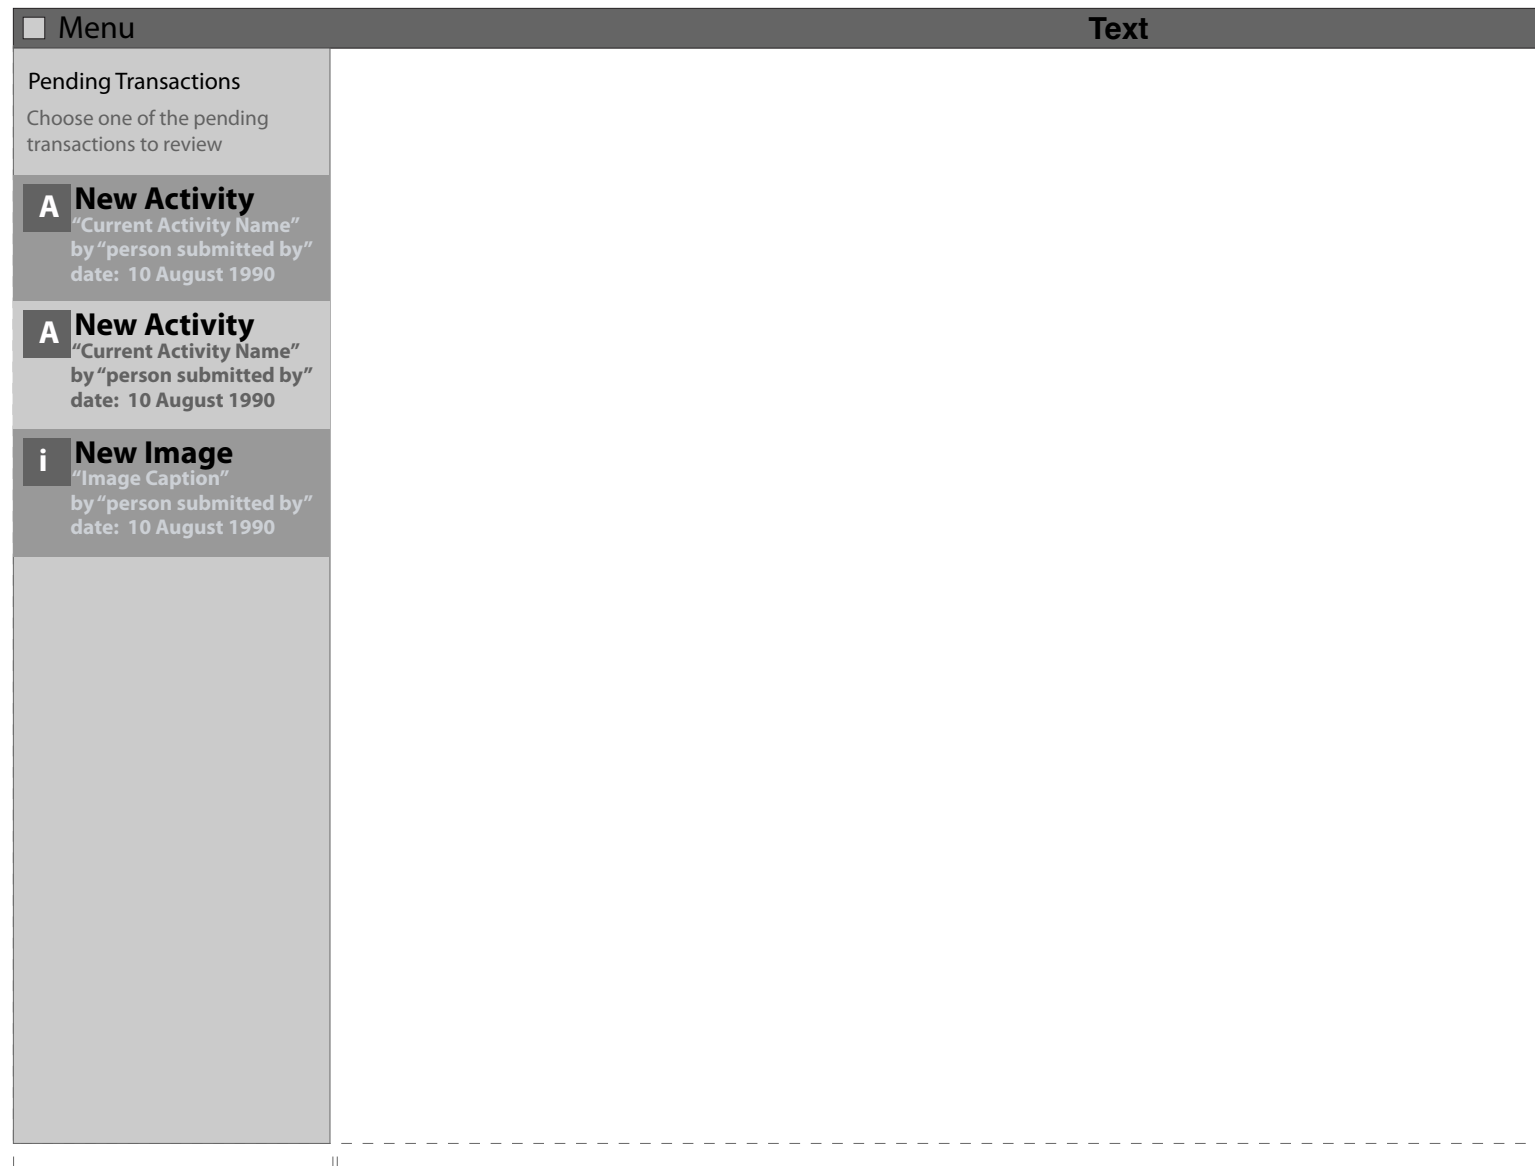 Menu
Text
Pending Transactions
Choose one of the pending
transactions to review
A
New Activity
“Current Activity Name”
by “person submitted by”
date:  10 August 1990
A
New Activity
“Current Activity Name”
by “person submitted by”
date:  10 August 1990
i
New Image
“Image Caption”
by “person submitted by”
date:  10 August 1990